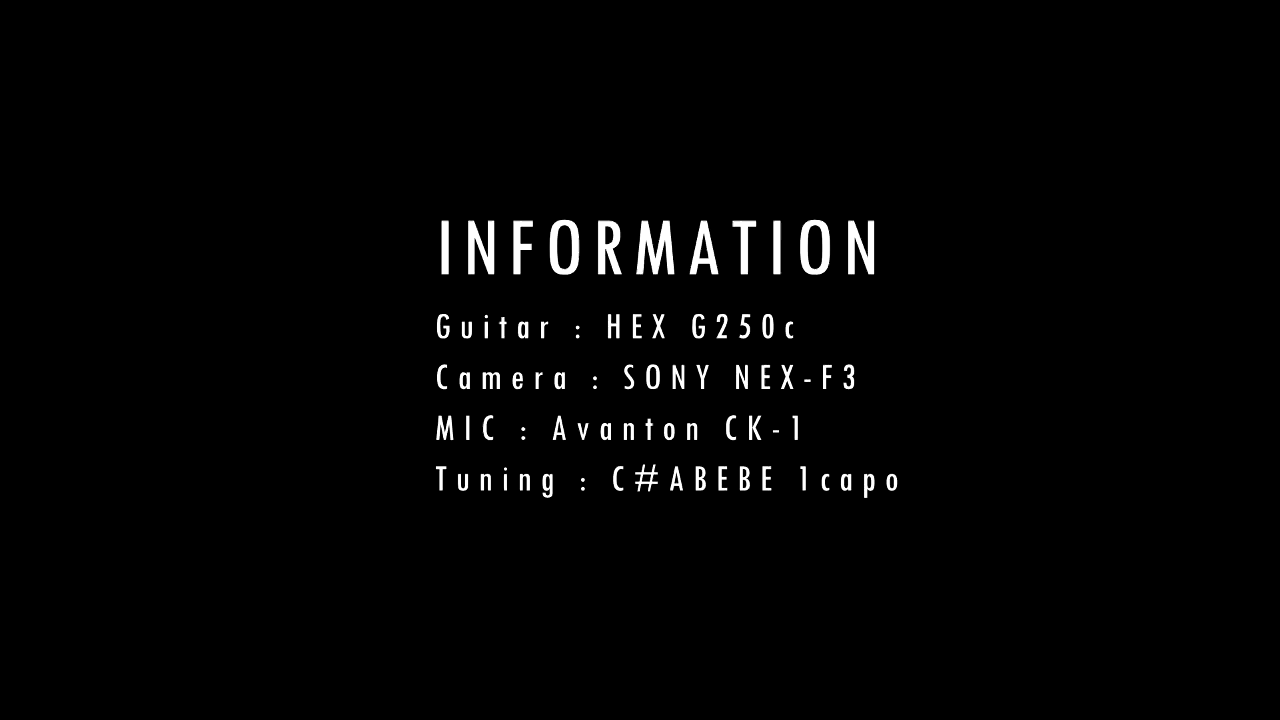 INFORMATION
Guitar : HEX G250c
Camera : SONY NEX-F3
MIC : Avanton CK-1
Tuning : C#ABEBE 1capo